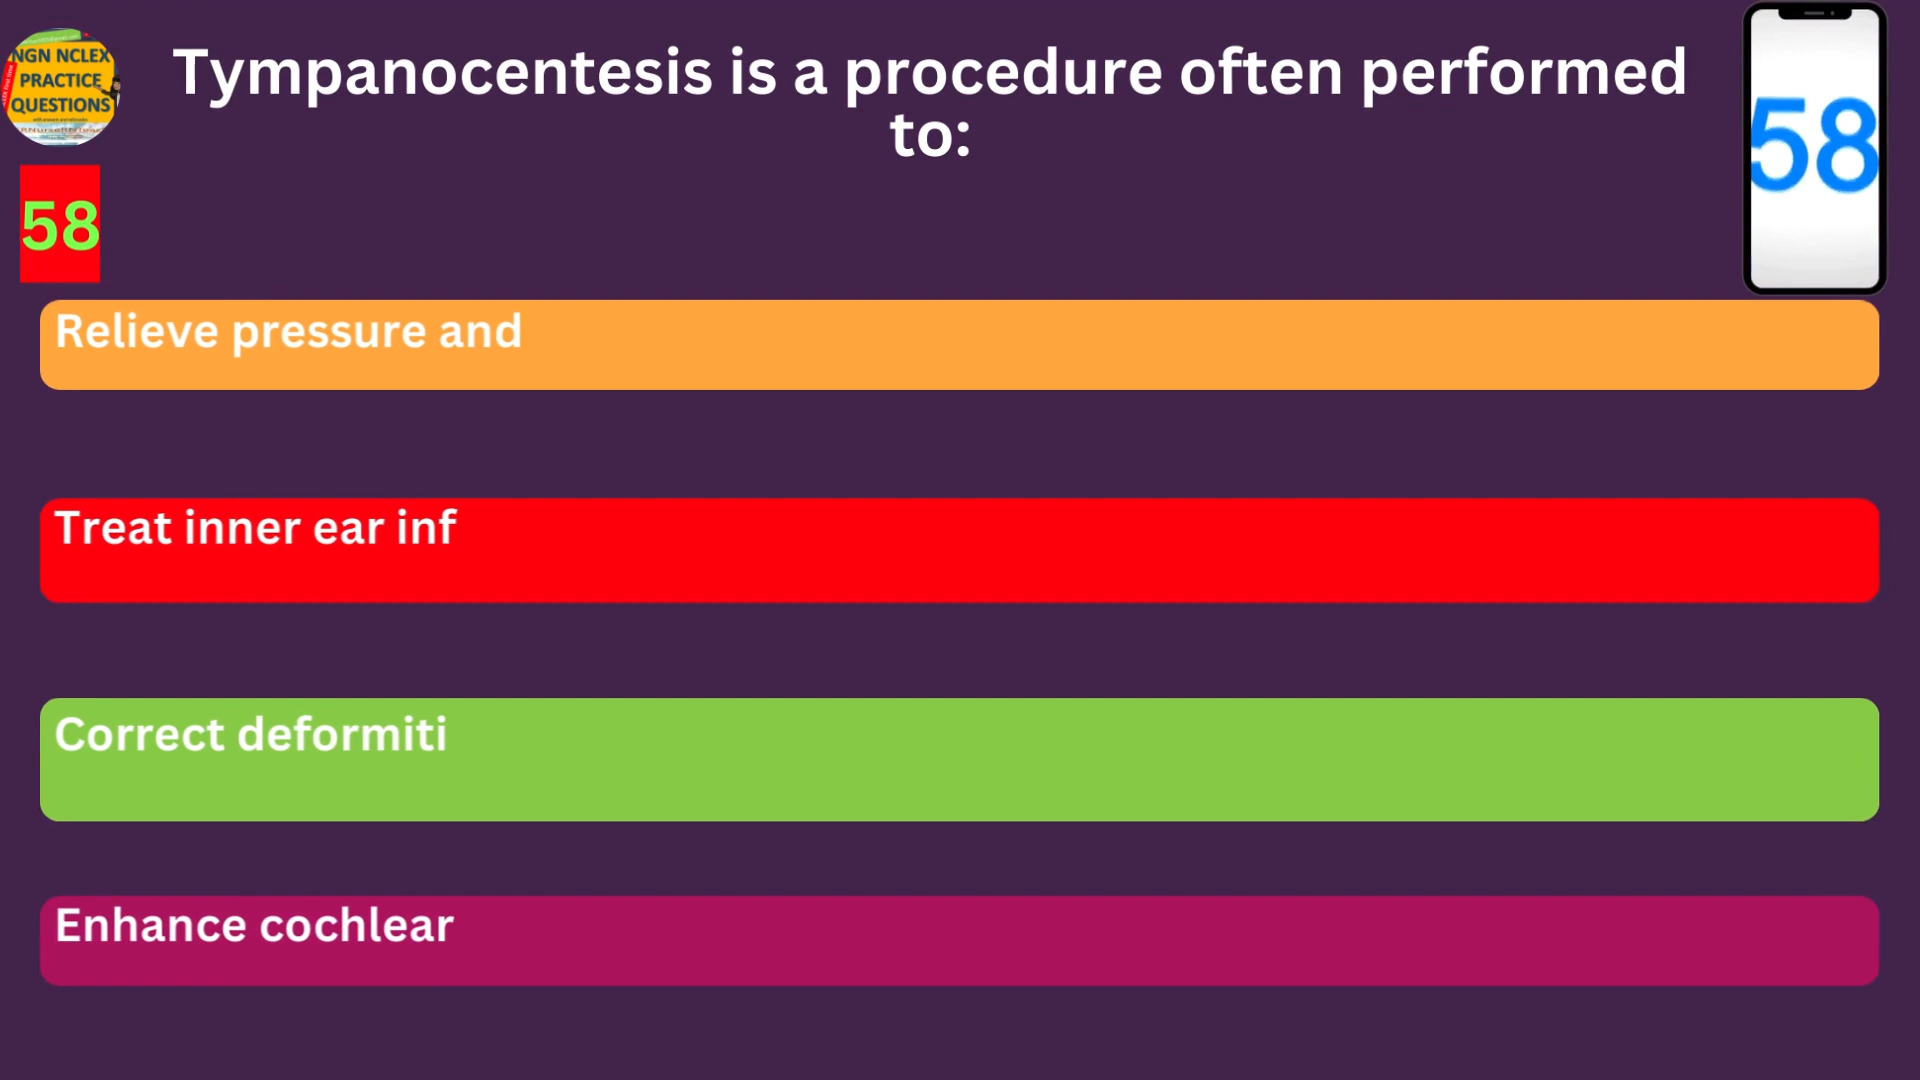 NGN NCLEX
PRACTICE
QUESTIONS
Tympanocentesis is a procedure often performed
to:
58
58
Relieve pressure and
Treat inner ear inf
Correct deformiti
Enhance cochlear